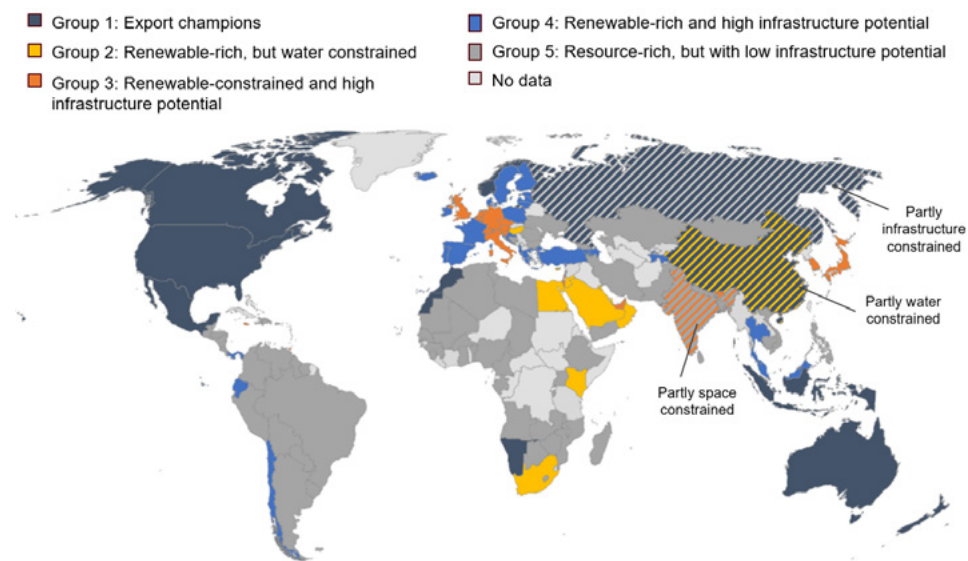 Group 1: Export champions
Group 2: Renewable-rich, but water constrained
Group 3: Renewable-constrained and high
infrastructure potential
Group 4: Renewable-rich and high infrastructure potential
Group 5: Resource-rich, but with low infrastructure potential
No data
Partly
infrastructure
constrained
Partly water
constrained
Partly space
constrained